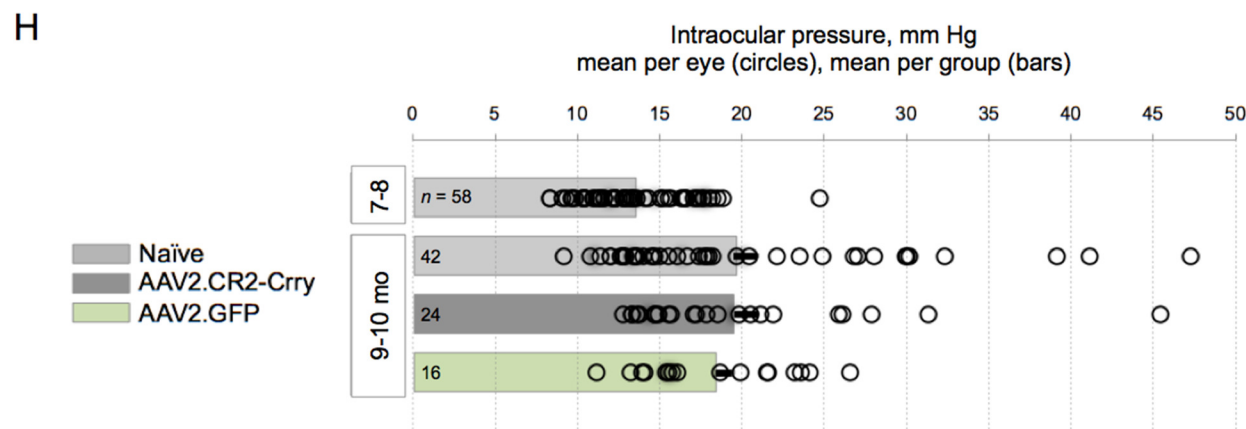 H
Intraocular pressure, mm Hg
mean per eye (circles), mean per group (bars)
0 5 10 15 20 25 30 35 40 45 50
7-8
n = 58
9-10 mo
42
24
16
Naïve
AAV2.CR2-Crry
AAV2.GFP